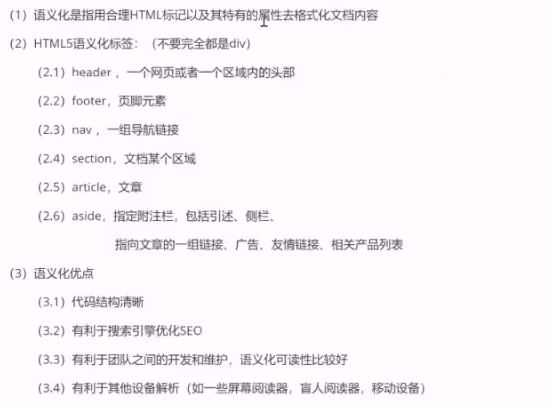 （1）语义化是指用合理HTML标记以及其特有的属性去格式化文档内容
（2）HTML5语义化标签：（不要完全都是div）
（2.1）header ，一个网页或者一个区域内的头部
（2.2）footer，页脚元素
（2.3）nav ，一组导航链接
（2.4）section，文档某个区域
（2.5）article，文章
（2.6）aside，指定附注栏，包括引述、侧栏、
指向文章的一组链接、广告、友情链接、相关产品列表
（3）语义化优点
（3.1）代码结构清晰
（3.2）有利于搜索引擎优化SEO
（3.3）有利于团队之间的开发和维护，语义化可读性比较好
（3.4）有利于其他设备解析（如一些屏幕阅读器，盲人阅读器，移动设备）